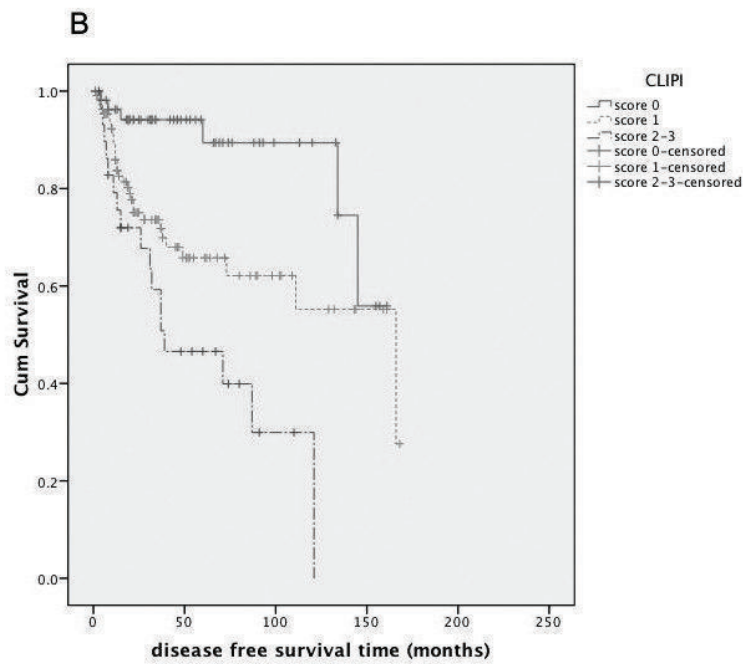 B
CLIPI
score 0
score 1
score 2-3
score 0-censored
score 1-censored
score 2-3-censored
Cum Survival
1.0
0.8
0.6
0.4
0.2
0.0
0 50 100 150 200 250
disease free survival time (months)